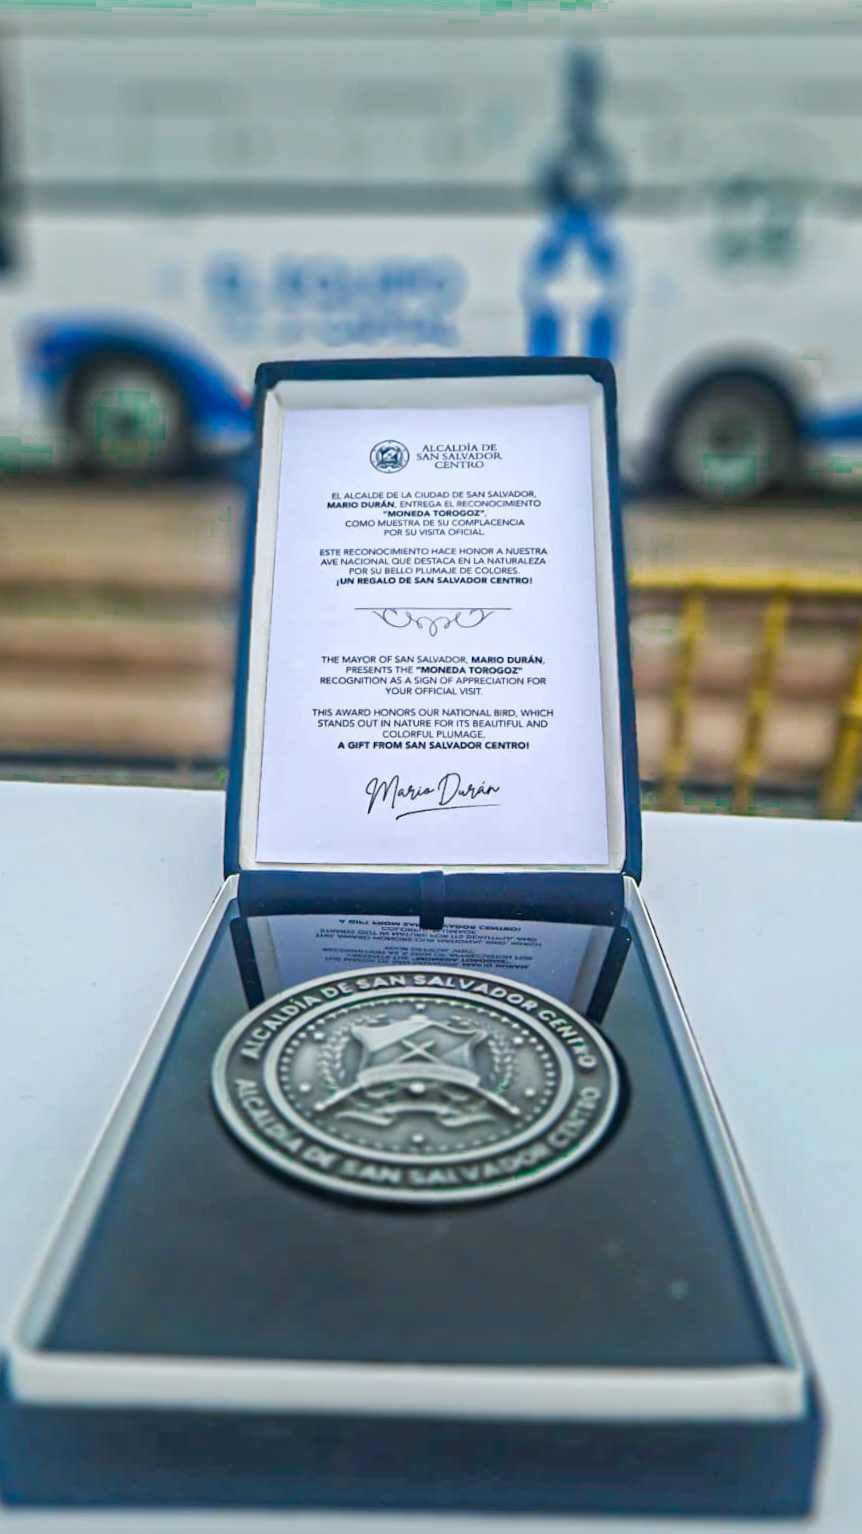 EL EQUIPO
ALCALDÍA DE
SAN SALVADOR
CENTRO
EL ALCALDE DE LA CIUDAD DE SAN SALVADOR,
MARIO DURÁN, ENTREGA EL RECONOCIMIENTO
“MONEDA TOROGOZ”,
COMO MUESTRA DE SU COMPLACENCIA
POR SU VISITA OFICIAL.
ESTE RECONOCIMIENTO HACE HONOR A NUESTRA
AVE NACIONAL QUE DESTACA EN LA NATURALEZA
POR SU BELLO PLUMAJE DE COLORES.
¡UN REGALO DE SAN SALVADOR CENTRO!
THE MAYOR OF SAN SALVADOR, MARIO DURÁN,
PRESENTS THE “MONEDA TOROGOZ”
RECOGNITION AS A SIGN OF APPRECIATION FOR
YOUR OFFICIAL VISIT.
THIS AWARD HONORS OUR NATIONAL BIRD, WHICH
STANDS OUT IN NATURE FOR ITS BEAUTIFUL AND
COLORFUL PLUMAGE.
A GIFT FROM SAN SALVADOR CENTRO!
Mario Durán
ALCALDÍA DE SAN SALVADOR CENTRO
ALCALDÍA DE SAN SALVADOR CENTRO